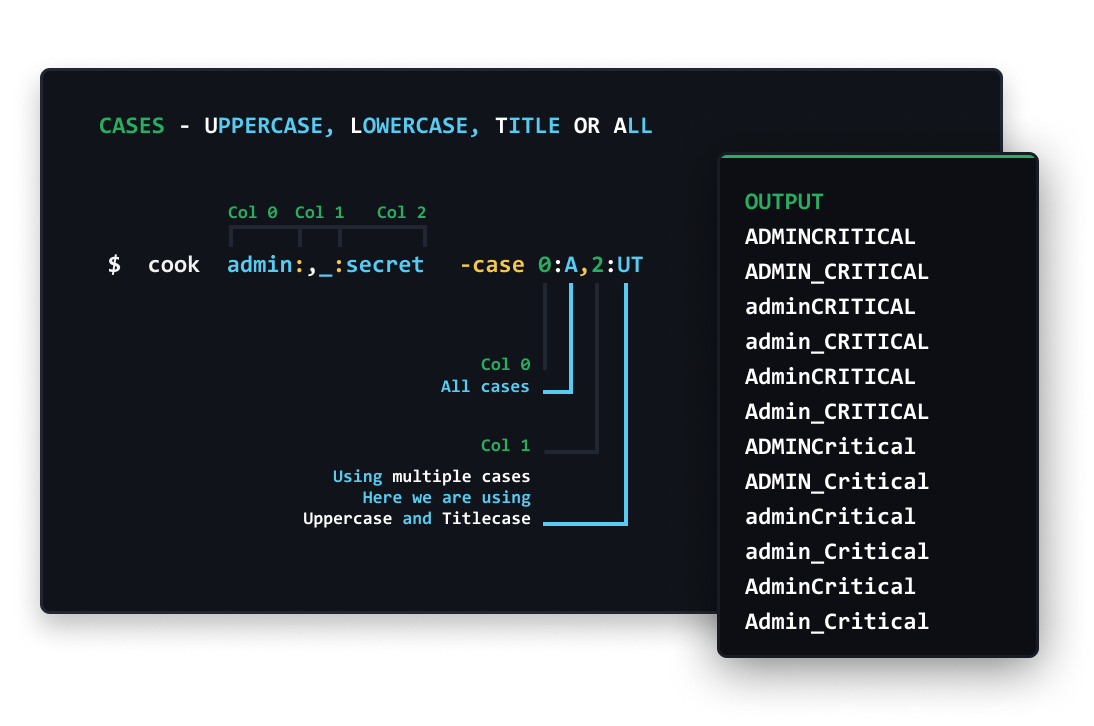 CASES - UPPERCASE, LOWERCASE, TITLE OR ALL
Col 0 Col 1 Col 2
$ cook admin:,_:secret -case 0:A,2:UT
Col 0
All cases
Col 1
Using multiple cases
Here we are using
Uppercase and Titlecase
OUTPUT
ADMINCRITICAL
ADMIN_CRITICAL
adminCRITICAL
admin_CRITICAL
AdminCRITICAL
Admin_CRITICAL
ADMINCritical
ADMIN_Critical
adminCritical
admin_Critical
AdminCritical
Admin_Critical